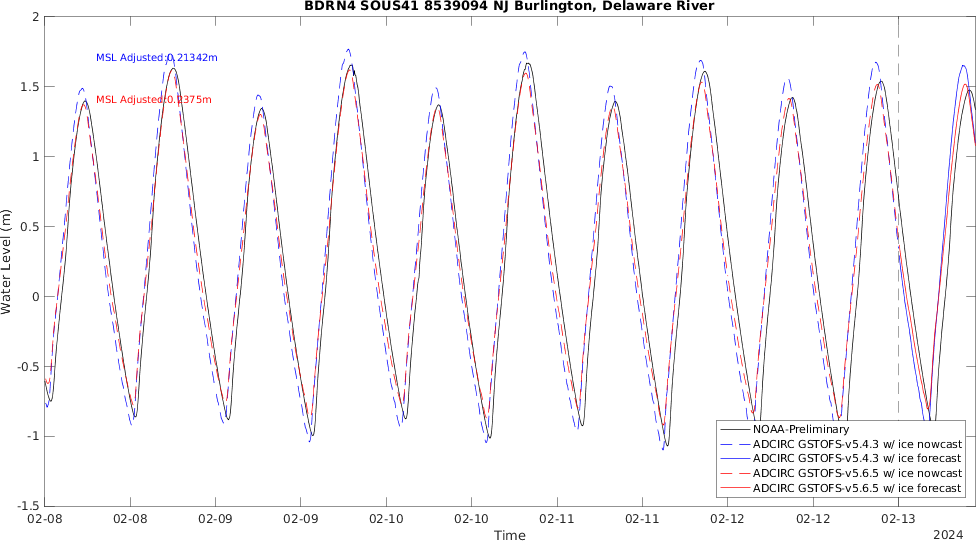 BDRN4 SOUS41 8539094 NJ Burlington, Delaware River
2
1.5
1
0.5
0
-0.5
-1
-1.5
Water Level (m)
MSL Adjusted:0.21342m
MSL Adjusted:0.2375m
NOAA-Preliminary
ADCIRC GSTOFS-v5.4.3 w/ ice nowcast
ADCIRC GSTOFS-v5.4.3 w/ ice forecast
ADCIRC GSTOFS-v5.6.5 w/ ice nowcast
ADCIRC GSTOFS-v5.6.5 w/ ice forecast
02-08 02-08 02-09 02-09 02-10 02-10 02-11 02-11 02-12 02-12 02-13
Time
2024